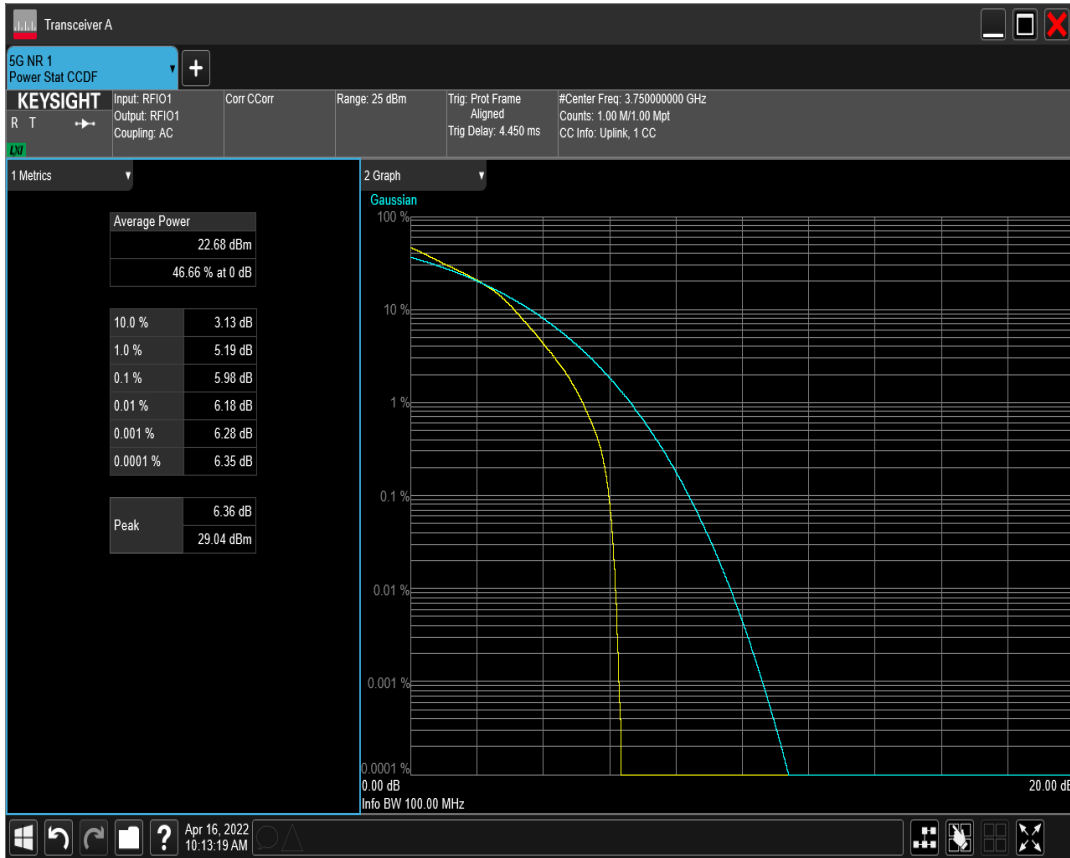 Transceiver A
5G NR 1
Power Stat CCDF
KEYSIGHT
R T
LXI
Input: RFIO1
Output: RFIO1
Coupling: AC
Corr CCorr
Range: 25 dBm
Trig: Prot Frame
Aligned
Trig Delay: 4.450 ms
#Center Freq: 3.750000000 GHz
Counts: 1.00 M/1.00 Mpt
CC Info: Uplink, 1 CC
1 Metrics
Average Power
22.68 dBm
46.66 % at 0 dB
10.0 % 3.13 dB
1.0 % 5.19 dB
0.1 % 5.98 dB
0.01 % 6.18 dB
0.001 % 6.28 dB
0.0001 % 6.35 dB
Peak
6.36 dB
29.04 dBm
2 Graph
Gaussian
100 %
10 %
1 %
0.1 %
0.01 %
0.001 %
0.0001 %
0.00 dB 20.00 dB
Info BW 100.00 MHz
?
Apr 16, 2022
10:13:19 AM